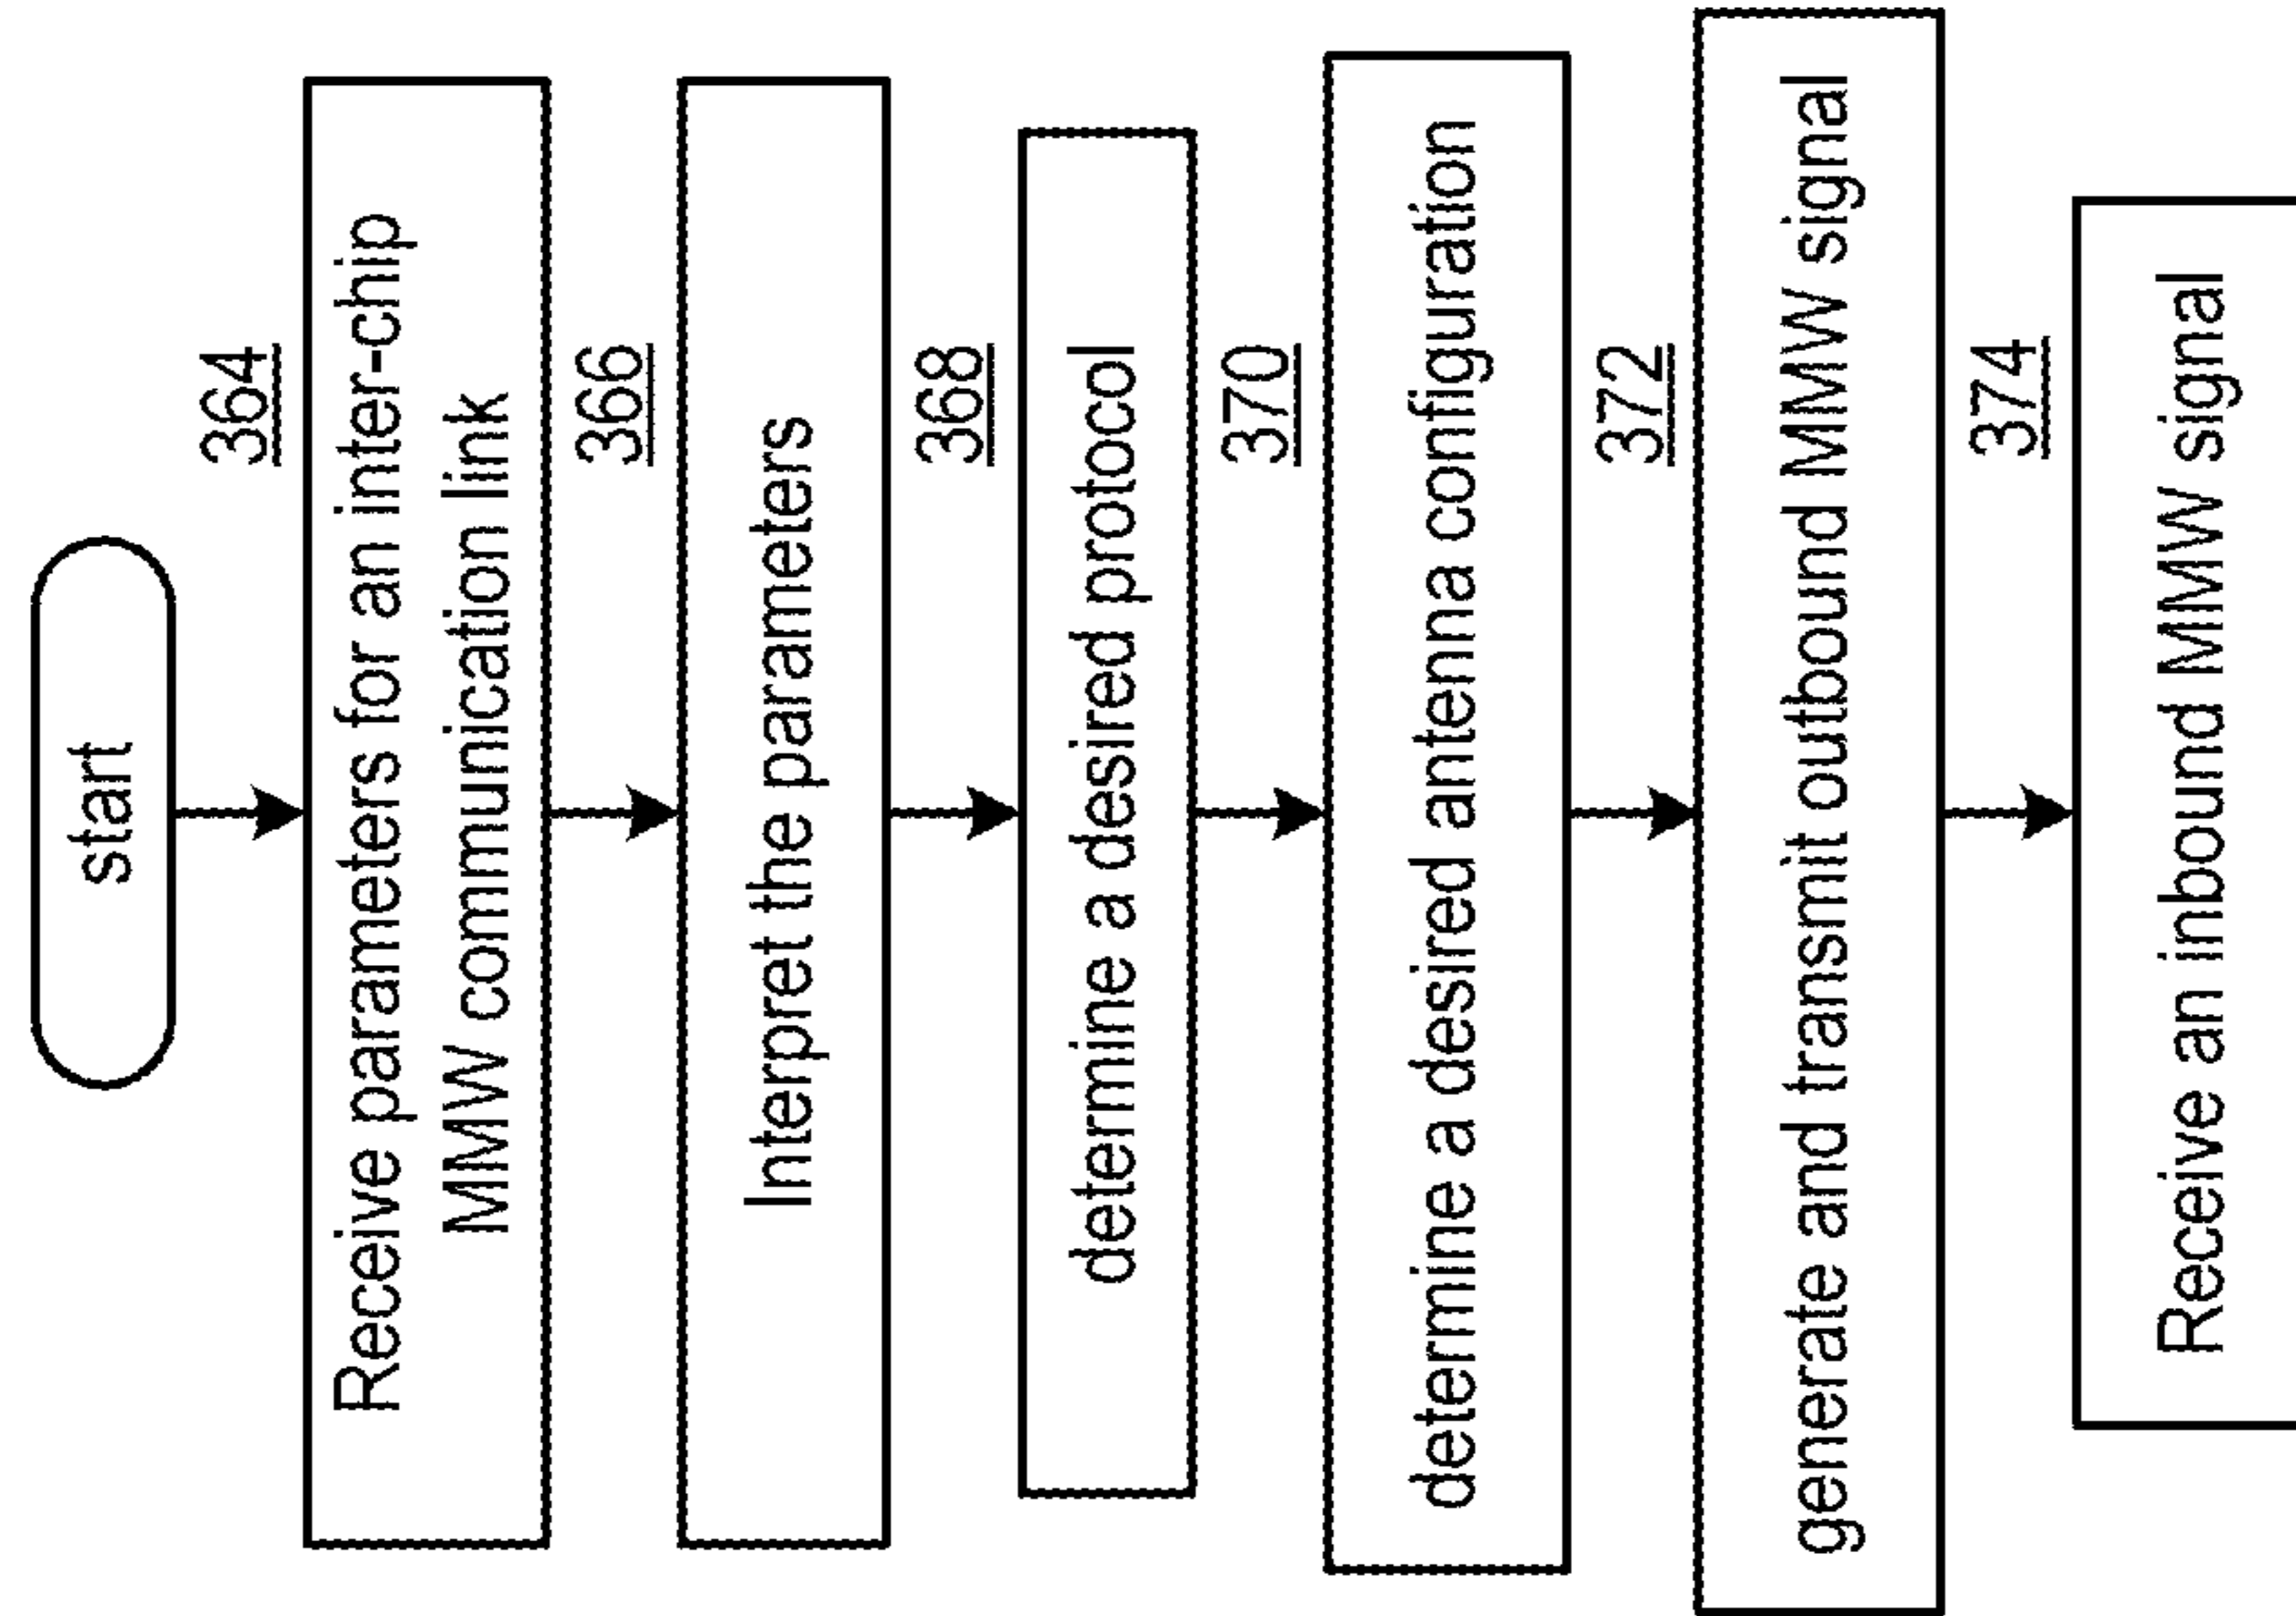 start
364
Receive parameters for an inter-chip
MMW communication link
366
Interpret the parameters
368
determine a desired protocol
370
determine a desired antenna configuration
372
generate and transmit outbound MMW signal
374
Receive an inbound MMW signal